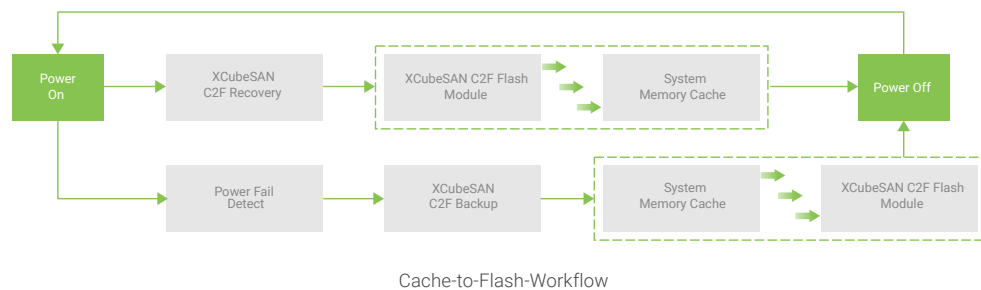 Power
On
XCubeSAN
C2F Recovery
XCubeSAN C2F Flash
Module
System
Memory Cache
Power Off
Power Fail
Detect
XCubeSAN
C2F Backup
System
Memory Cache
XCubeSAN C2F Flash
Module
Cache-to-Flash-Workflow